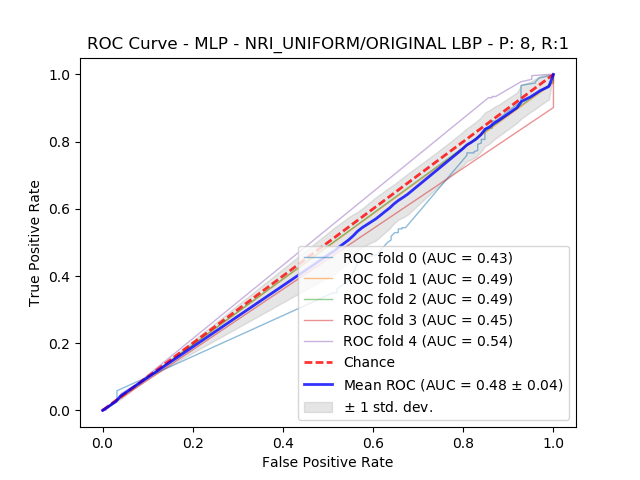 ROC Curve - MLP - NRI_UNIFORM/ORIGINAL LBP - P: 8, R:1
True Positive Rate
1.0
0.8
0.6
0.4
0.2
0.0
ROC fold 0 (AUC = 0.43)
ROC fold 1 (AUC = 0.49)
ROC fold 2 (AUC = 0.49)
ROC fold 3 (AUC = 0.45)
ROC fold 4 (AUC = 0.54)
Chance
Mean ROC (AUC = 0.48 ± 0.04)
± 1 std. dev.
0.0 0.2 0.4 0.6 0.8 1.0
False Positive Rate